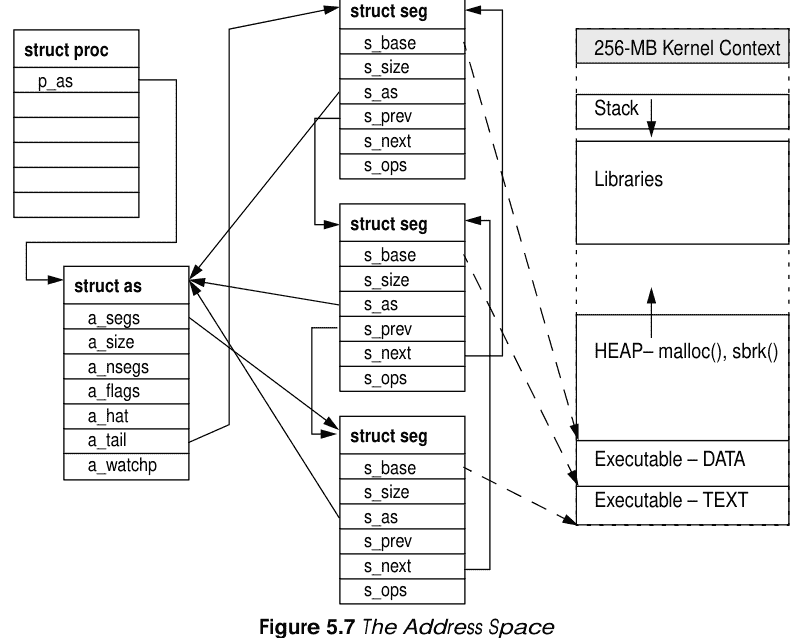 struct proc
p_as
struct as
a_segs
a_size
a_nsegs
a_flags
a_hat
a_tail
a_watchp
struct seg
s_base
s_size
s_as
s_prev
s_next
s_ops
struct seg
s_base
s_size
s_as
s_prev
s_next
s_ops
struct seg
s_base
s_size
s_as
s_prev
s_next
s_ops
256-MB Kernel Context
Stack
Libraries
HEAP– malloc(), sbrk()
Executable – DATA
Executable – TEXT
Figure 5.7 The Address Space